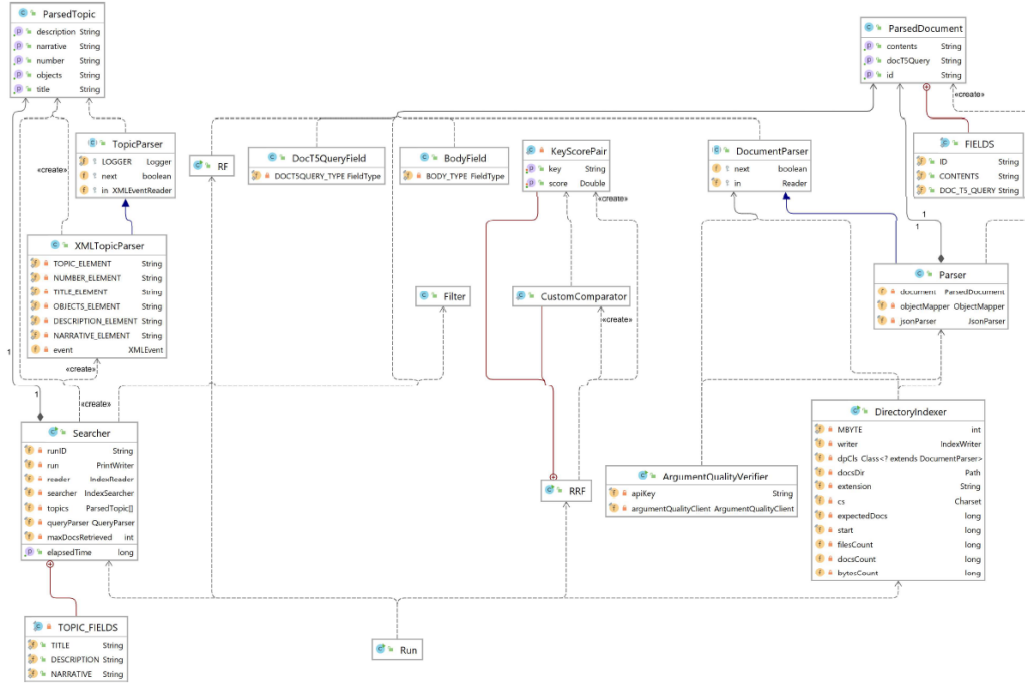 ParsedTopic
description String
narrative String
number String
objects String
title String
ParsedDocument
contents String
docT5Query String
id String
«create»
TopicParser
LOGGER Logger
next boolean
in XMLEventReader
«create»
RF
DocT5QueryField
DOCT5QUERY_TYPE FieldType
BodyField
BODY_TYPE FieldType
KeyScorePair
key String
score Double
«create»
DocumentParser
next boolean
in Reader
FIELDS
ID String
CONTENTS String
DOC_T5_QUERY String
1
1
XMLTopicParser
TOPIC_ELEMENT String
NUMBER_ELEMENT String
TITLE_ELEMENT String
OBJECTS_ELEMENT String
DESCRIPTION_ELEMENT String
NARRATIVE_ELEMENT String
event XMLEvent
Filter
CustomComparator
«create»
Parser
document ParsedDocument
objectMapper ObjectMapper
jsonParser JsonParser
1
«create»
1
«create»
Searcher
runID String
run PrintWriter
reader IndexReader
searcher IndexSearcher
topics ParsedTopic[]
queryParser QueryParser
maxDocsRetrieved int
elapsedTime long
RRF
ArgumentQualityVerifier
apiKey String
argumentQualityClient ArgumentQualityClient
DirectoryIndexer
MBYTE int
writer IndexWriter
dpCls Class<? extends DocumentParser>
docsDir Path
extension String
cs Charset
expectedDocs long
start long
filesCount long
docsCount long
bytesCount long
TOPIC_FIELDS
TITLE String
DESCRIPTION String
NARRATIVE String
Run